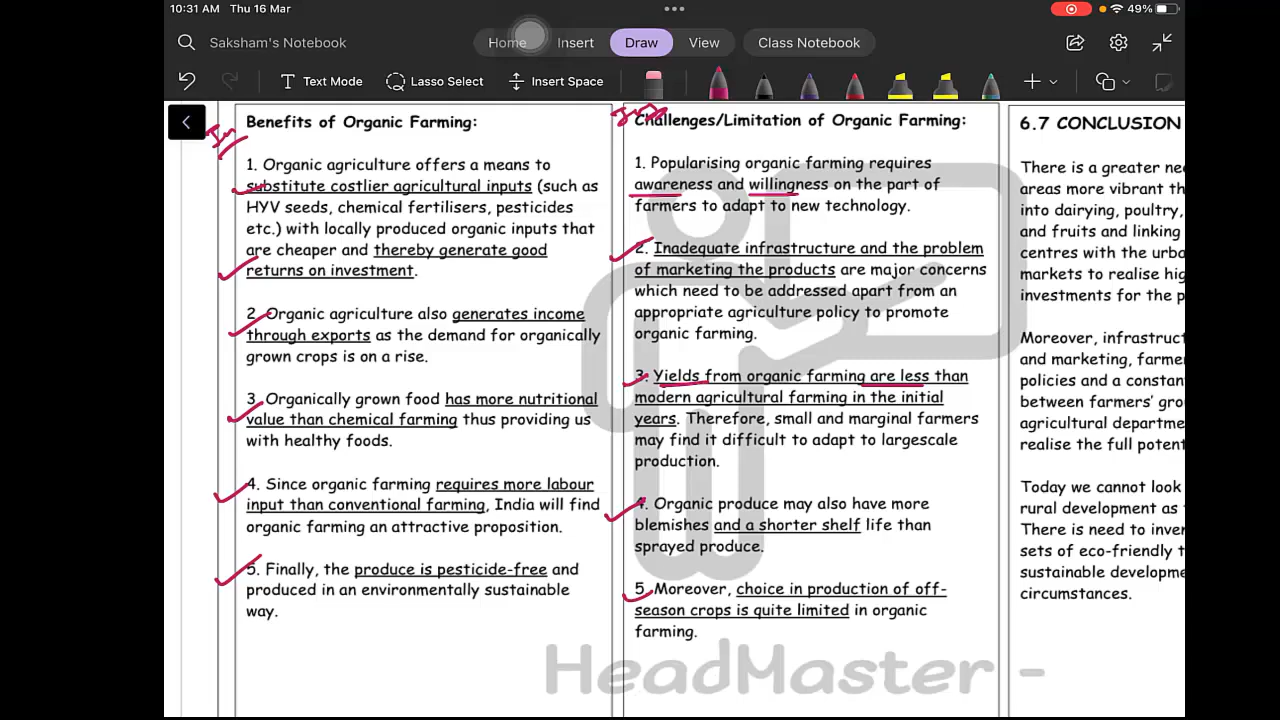 10:31 AM Thu 16 Mar
49%
Saksham's Notebook
Home Insert Draw View Class Notebook
Text Mode Lasso Select Insert Space
Benefits of Organic Farming:
1. Organic agriculture offers a means to
substitute costlier agricultural inputs (such as
HYV seeds, chemical fertilisers, pesticides
etc.) with locally produced organic inputs that
are cheaper and thereby generate good
returns on investment.
2. Organic agriculture also generates income
through exports as the demand for organically
grown crops is on a rise.
3. Organically grown food has more nutritional
value than chemical farming thus providing us
with healthy foods.
4. Since organic farming requires more labour
input than conventional farming, India will find
organic farming an attractive proposition.
5. Finally, the produce is pesticide-free and
produced in an environmentally sustainable
way.
Challenges/Limitation of Organic Farming:
1. Popularising organic farming requires
awareness and willingness on the part of
farmers to adapt to new technology.
2. Inadequate infrastructure and the problem
of marketing the products are major concerns
which need to be addressed apart from an
appropriate agriculture policy to promote
organic farming.
3. Yields from organic farming are less than
modern agricultural farming in the initial
years. Therefore, small and marginal farmers
may find it difficult to adapt to largescale
production.
4. Organic produce may also have more
blemishes and a shorter shelf life than
sprayed produce.
5. Moreover, choice in production of off-
season crops is quite limited in organic
farming.
6.7 CONCLUSION
There is a greater nee
areas more vibrant th
into dairying, poultry,
and fruits and linking
centres with the urba
markets to realise hig
investments for the p
Moreover, infrastruct
and marketing, farmer
policies and a constan
between farmers' gro
agricultural departme
realise the full potent
Today we cannot look
rural development as
There is need to inver
sets of eco-friendly t
sustainable developme
circumstances.
HeadMaster -